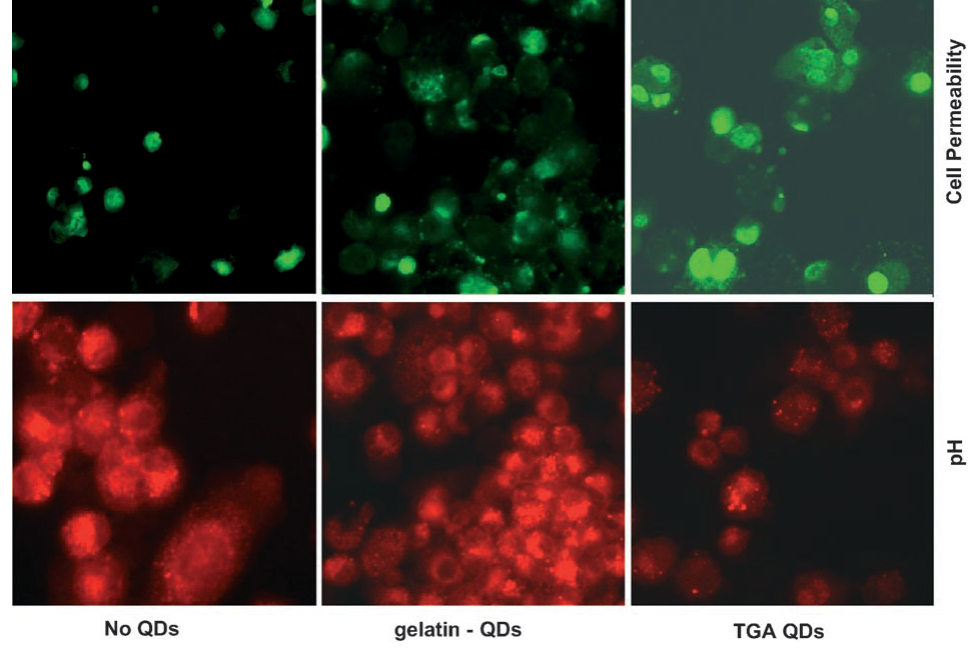 Cell Permeability
pH
No QDs
gelatin - QDs
TGA QDs